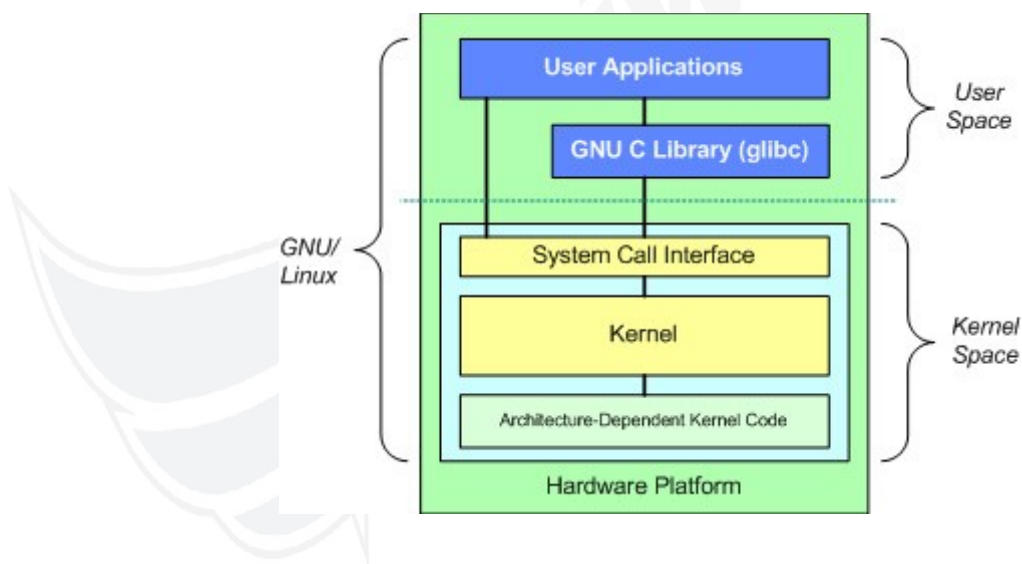 User Applications
User
Space
GNU C Library (glibc)
GNU/
Linux
System Call Interface
Kernel
Kernel
Space
Architecture-Dependent Kernel Code
Hardware Platform